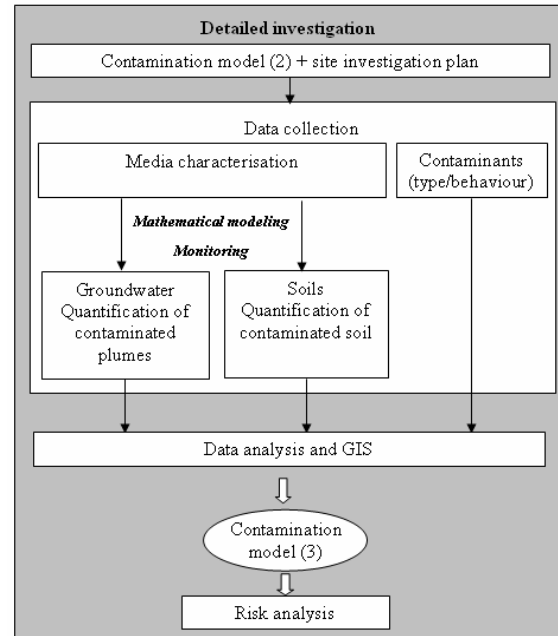 Detailed investigation
Contamination model (2) + site investigation plan
Data collection
Media characterisation
Contaminants
(type/behaviour)
Mathematical modeling
Monitoring
Groundwater
Quantification of
contaminated
plumes
Soils
Quantification of
contaminated soil
Data analysis and GIS
Contamination
model (3)
Risk analysis